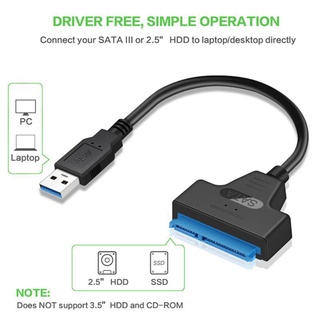 DRIVER FREE, SIMPLE OPERATION
Connect your SATA III or 2.5" HDD to laptop/desktop directly
PC
Laptop
SATA
2.5" HDD
SSD
SSD
NOTE:
Does NOT support 3.5" HDD and CD-ROM